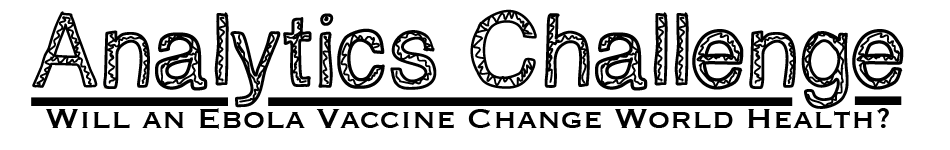 Analytics Challenge
Will an Ebola Vaccine Change World Health?